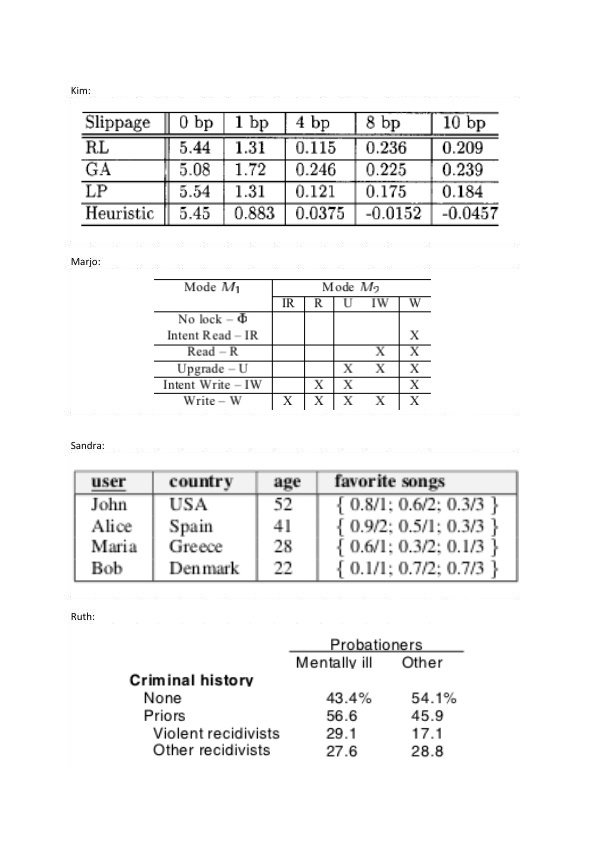 Kim:
Slippage 0 bp 1 bp 4 bp 8 bp 10 bp
RL 5.44 1.31 0.115 0.236 0.209
GA 5.08 1.72 0.246 0.225 0.239
LP 5.54 1.31 0.121 0.175 0.184
Heuristic 5.45 0.883 0.0375 -0.0152 -0.0457
Marjo:
Mode M1 Mode M2
IR R U IW W
No lock – Φ
Intent Read – IR X
Read – R X X
Upgrade – U X X X
Intent Write – IW X X X
Write – W X X X X X
Sandra:
user country age favorite songs
John USA 52 { 0.8/1; 0.6/2; 0.3/3 }
Alice Spain 41 { 0.9/2; 0.5/1; 0.3/3 }
Maria Greece 28 { 0.6/1; 0.3/2; 0.1/3 }
Bob Denmark 22 { 0.1/1; 0.7/2; 0.7/3 }
Ruth:
Probationers
Mentally ill Other
Criminal history
None 43.4% 54.1%
Priors 56.6 45.9
Violent recidivists 29.1 17.1
Other recidivists 27.6 28.8